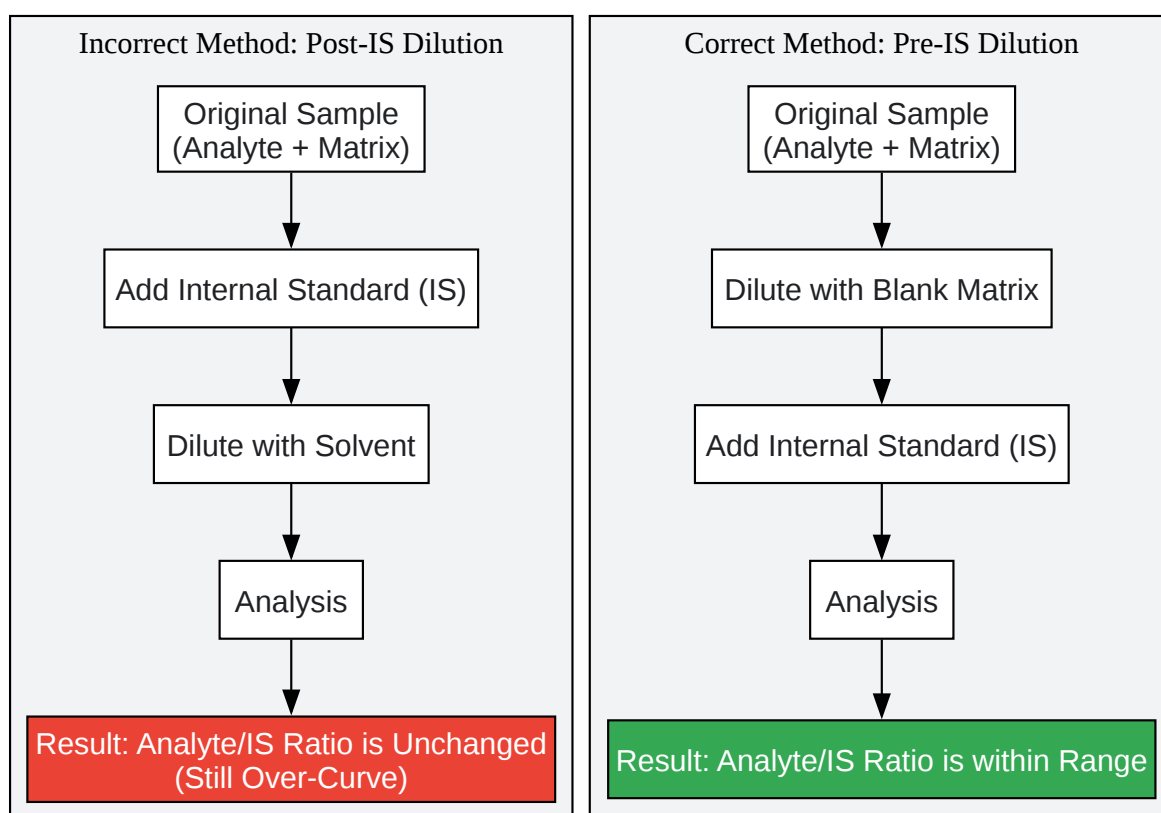 Incorrect Method: Post-IS Dilution
Original Sample
(Analyte + Matrix)
Add Internal Standard (IS)
Dilute with Solvent
Analysis
Result: Analyte/IS Ratio is Unchanged
(Still Over-Curve)
Correct Method: Pre-IS Dilution
Original Sample
(Analyte + Matrix)
Dilute with Blank Matrix
Add Internal Standard (IS)
Analysis
Result: Analyte/IS Ratio is within Range